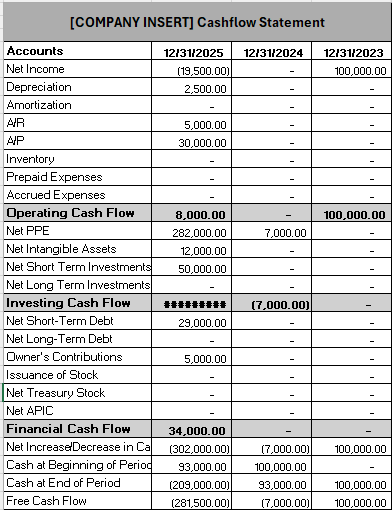 [COMPANY INSERT] Cashflow Statement
Accounts 12/31/2025 12/31/2024 12/31/2023
Net Income (19,500.00) - 100,000.00
Depreciation 2,500.00 - -
Amortization - - -
A/R 5,000.00 - -
A/P 30,000.00 - -
Inventory - - -
Prepaid Expenses - - -
Accrued Expenses - - -
Operating Cash Flow 8,000.00 - 100,000.00
Net PPE 282,000.00 7,000.00 -
Net Intangible Assets 12,000.00 - -
Net Short Term Investments 50,000.00 - -
Net Long Term Investments - - -
Investing Cash Flow ######### (7,000.00) -
Net Short-Term Debt 29,000.00 - -
Net Long-Term Debt - - -
Owner's Contributions 5,000.00 - -
Issuance of Stock - - -
Net Treasury Stock - - -
Net APIC - - -
Financial Cash Flow 34,000.00 - -
Net Increase/Decrease in Ca (302,000.00) (7,000.00) 100,000.00
Cash at Beginning of Perioc 93,000.00 100,000.00 -
Cash at End of Period (209,000.00) 93,000.00 100,000.00
Free Cash Flow (281,500.00) (7,000.00) 100,000.00